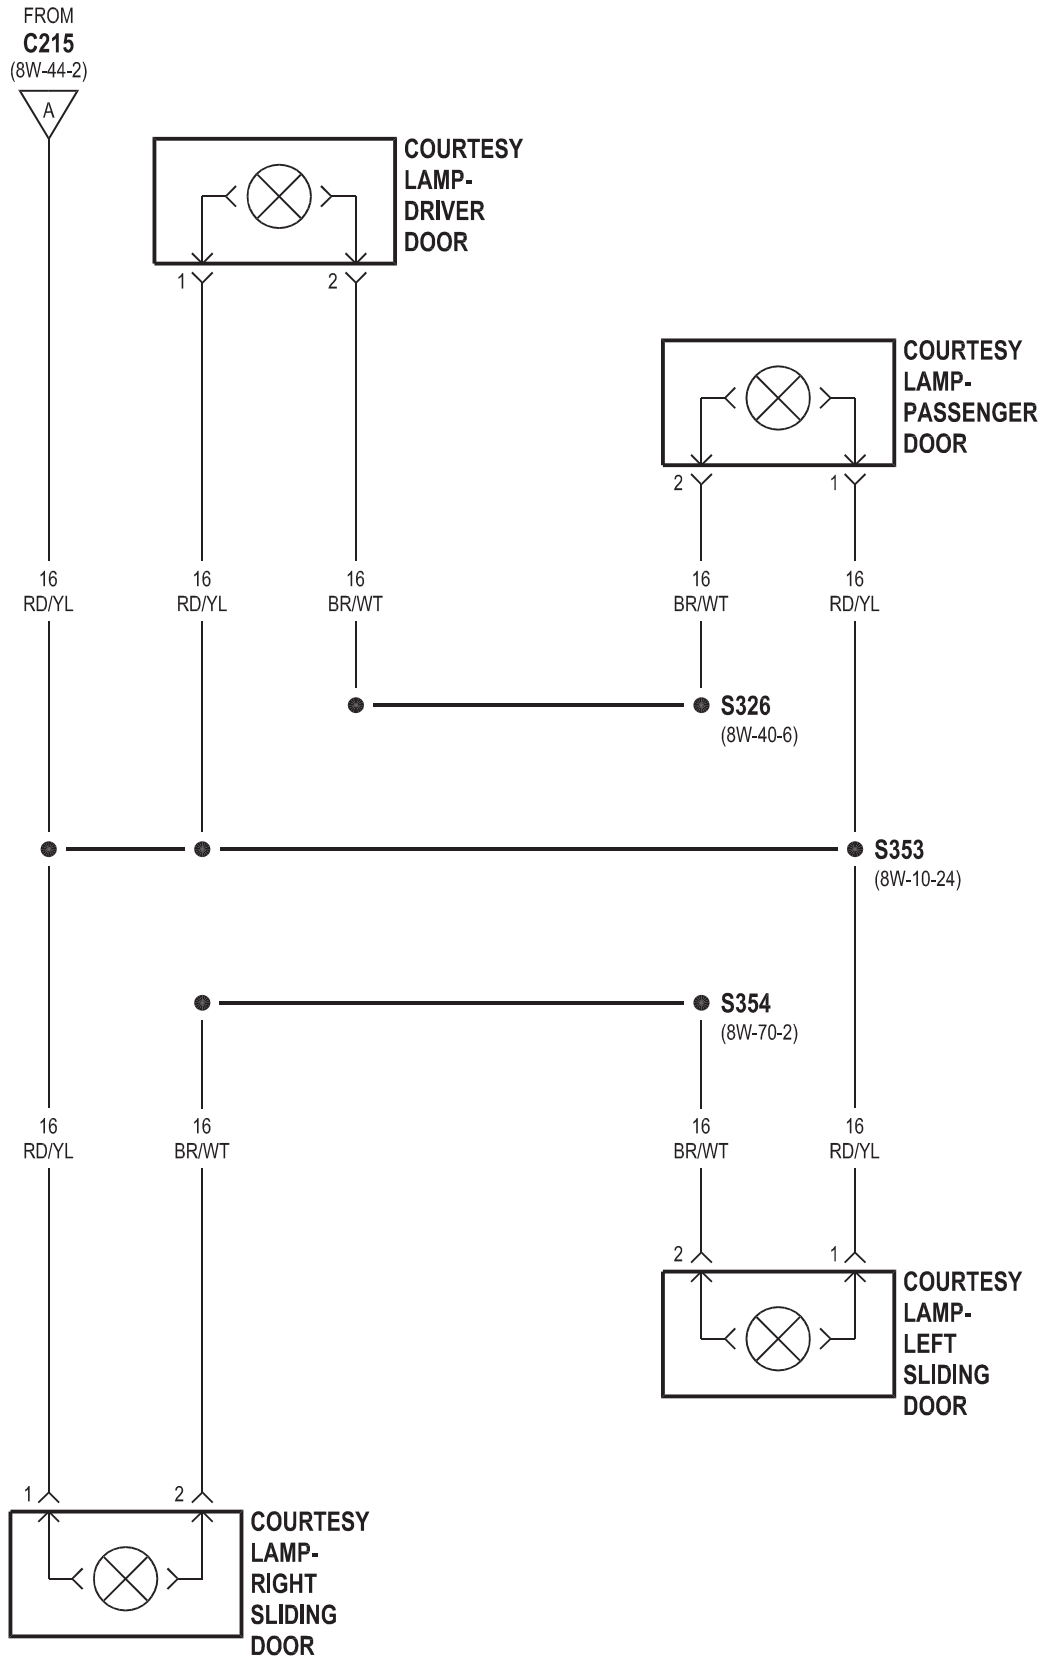 FROM
C215
(8W-44-2)
A
COURTESY
LAMP-
DRIVER
DOOR
1
2
COURTESY
LAMP-
PASSENGER
DOOR
2
1
16
RD/YL
16
RD/YL
16
BR/WT
16
BR/WT
16
RD/YL
S326
(8W-40-6)
S353
(8W-10-24)
S354
(8W-70-2)
16
RD/YL
16
BR/WT
16
BR/WT
16
RD/YL
2
1
COURTESY
LAMP-
LEFT
SLIDING
DOOR
1
2
COURTESY
LAMP-
RIGHT
SLIDING
DOOR